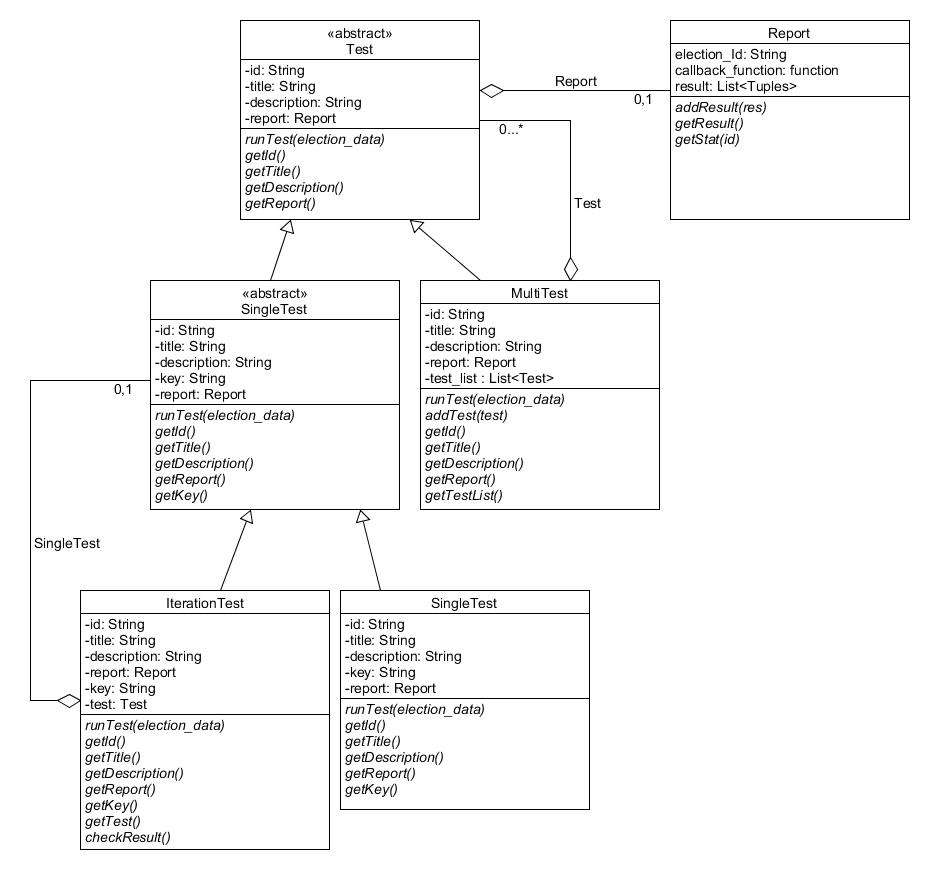 «abstract»
Test
-id: String
-title: String
-description: String
-report: Report
runTest(election_data)
getId()
getTitle()
getDescription()
getReport()
Report
0,1
Report
election_Id: String
callback_function: function
result: List<Tuples>
addResult(res)
getResult()
getStat(id)
0...*
Test
«abstract»
SingleTest
-id: String
-title: String
-description: String
-key: String
-report: Report
runTest(election_data)
getId()
getTitle()
getDescription()
getReport()
getKey()
MultiTest
-id: String
-title: String
-description: String
-report: Report
-test_list : List<Test>
runTest(election_data)
addTest(test)
getId()
getTitle()
getDescription()
getReport()
getTestList()
0,1
SingleTest
IterationTest
-id: String
-title: String
-description: String
-report: Report
-key: String
-test: Test
runTest(election_data)
getId()
getTitle()
getDescription()
getReport()
getKey()
getTest()
checkResult()
SingleTest
-id: String
-title: String
-description: String
-key: String
-report: Report
runTest(election_data)
getId()
getTitle()
getDescription()
getReport()
getKey()